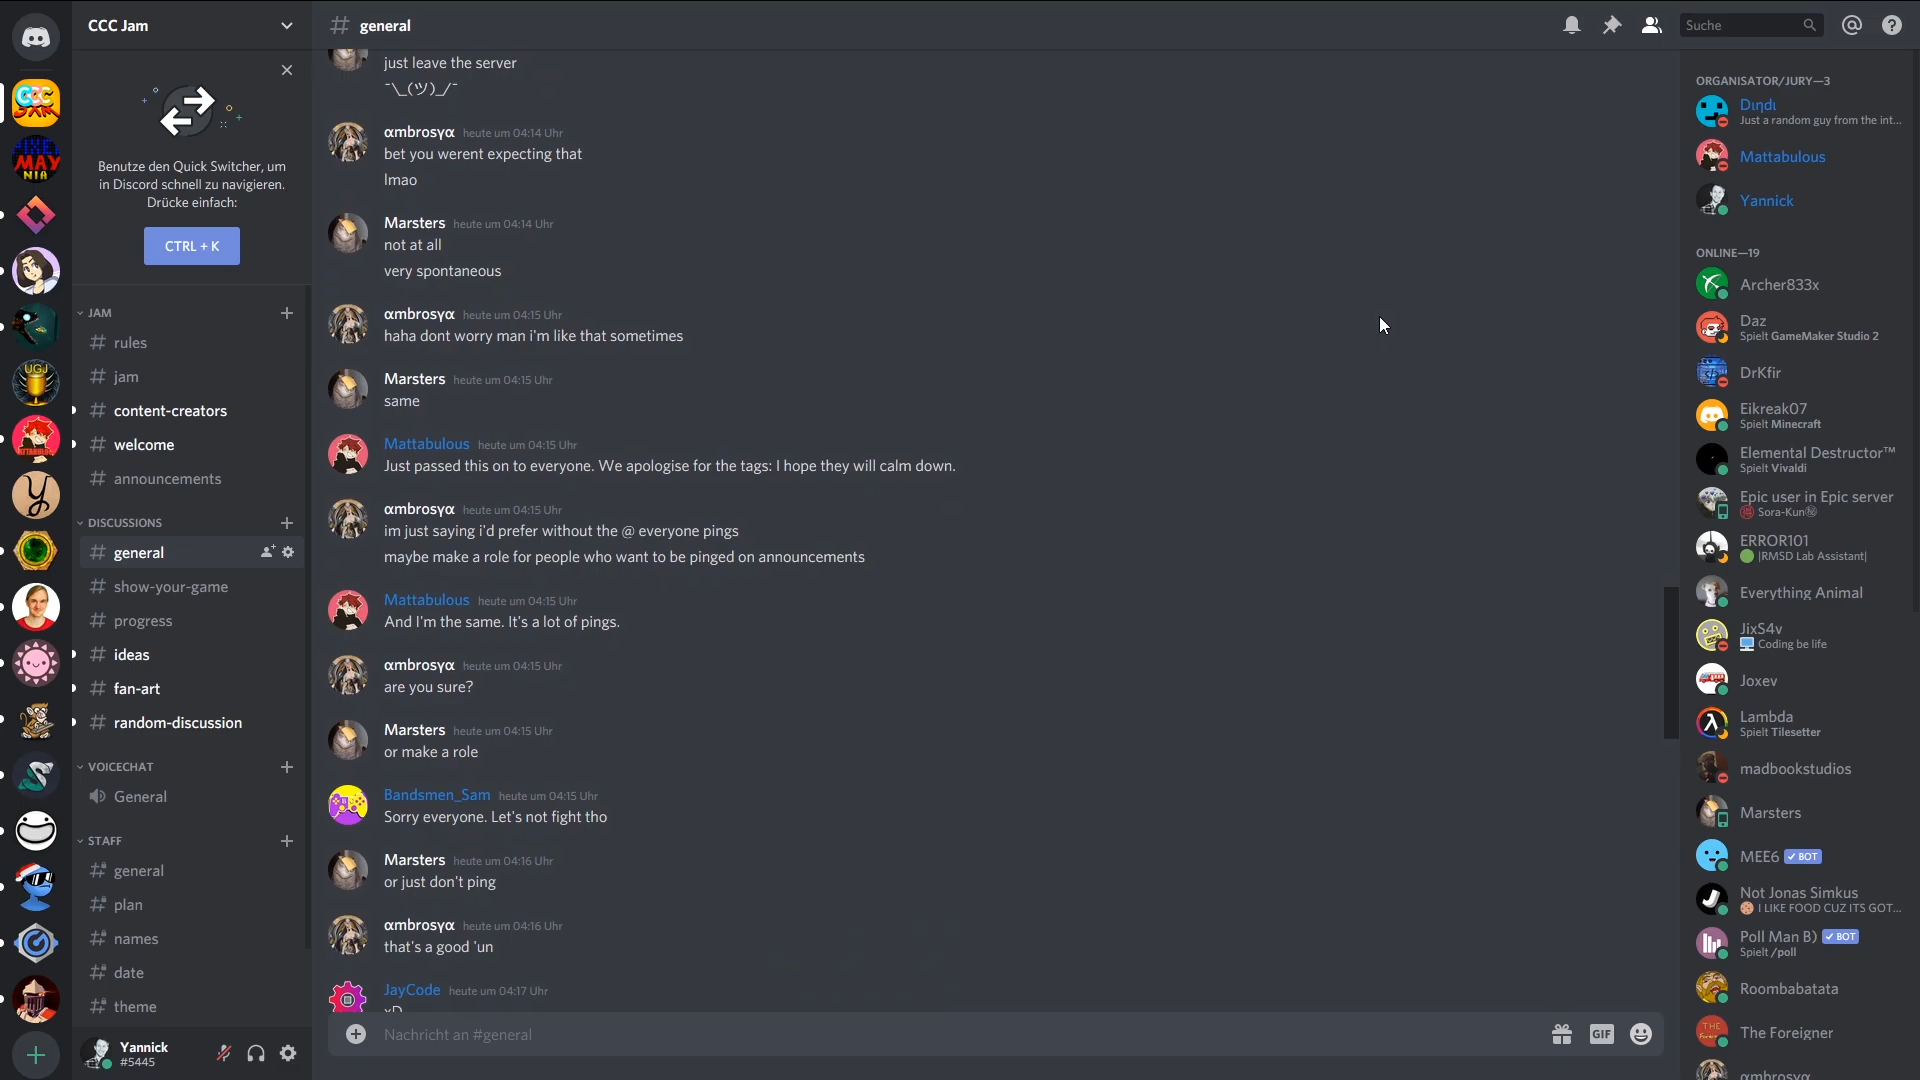 CCC Jam
Benutze den Quick Switcher, um
in Discord schnell zu navigieren.
Drücke einfach:
CTRL + K
JAM
rules
jam
content-creators
welcome
announcements
DISCUSSIONS
general
show-your-game
progress
ideas
fan-art
random-discussion
VOICECHAT
General
STAFF
general
plan
names
date
theme
Yannick
#5445
general
Suche
just leave the server
¯\_(ツ)_/¯
αmbrosyα heute um 04:14 Uhr
bet you werent expecting that
lmao
Marsters heute um 04:14 Uhr
not at all
very spontaneous
αmbrosyα heute um 04:15 Uhr
haha dont worry man i'm like that sometimes
Marsters heute um 04:15 Uhr
same
Mattabulous heute um 04:15 Uhr
Just passed this on to everyone. We apologise for the tags: I hope they will calm down.
αmbrosyα heute um 04:15 Uhr
im just saying i'd prefer without the @ everyone pings
maybe make a role for people who want to be pinged on announcements
Mattabulous heute um 04:15 Uhr
And I'm the same. It's a lot of pings.
αmbrosyα heute um 04:15 Uhr
are you sure?
Marsters heute um 04:15 Uhr
or make a role
Bandsmen_Sam heute um 04:15 Uhr
Sorry everyone. Let's not fight tho
Marsters heute um 04:16 Uhr
or just don't ping
αmbrosyα heute um 04:16 Uhr
that's a good 'un
JayCode heute um 04:17 Uhr
xD
Nachricht an #general
GIF
ORGANISATOR/JURY—3
Dιηdι
Just a random guy from the int...
Mattabulous
Yannick
ONLINE—19
Archer833x
Daz
Spielt GameMaker Studio 2
DrKfir
Eikreak07
Spielt Minecraft
Elemental Destructor™
Spielt Vivaldi
Epic user in Epic server
Sora-Kun㊙
ERROR101
|RMSD Lab Assistant|
Everything Animal
JixS4v
Coding be life
Joxev
Lambda
Spielt Tilesetter
madbookstudios
Marsters
MEE6 ✓ BOT
Not Jonas Simkus
I LIKE FOOD CUZ ITS GOT...
Poll Man B) ✓ BOT
Spielt /poll
Roombabatata
The Foreigner
αmbrosyα
CCC
JAM
THE
MAY
NIA
UGJ